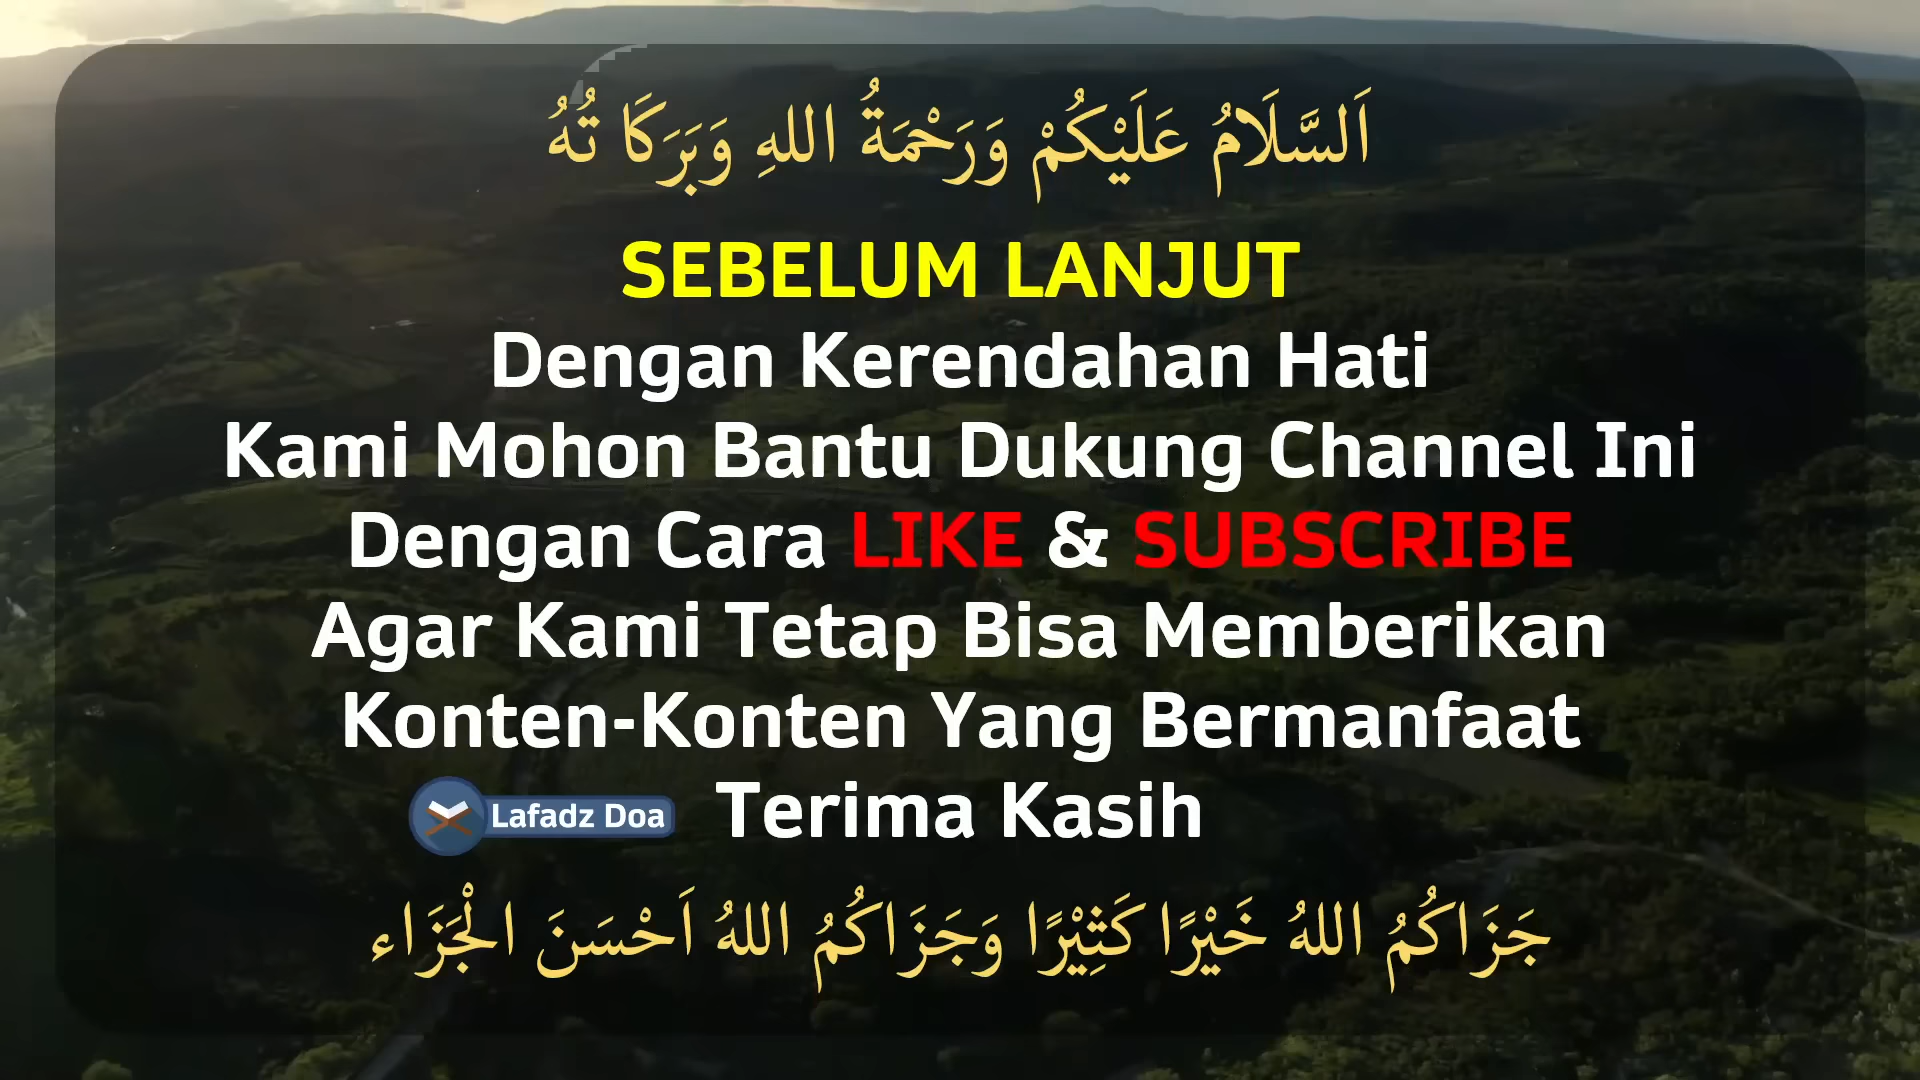 اَلسَّلَامُ عَلَيْكُمْ وَرَحْمَةُ اللهِ وَبَرَكَا تُهُ
SEBELUM LANJUT
Dengan Kerendahan Hati
Kami Mohon Bantu Dukung Channel Ini
Dengan Cara LIKE & SUBSCRIBE
Agar Kami Tetap Bisa Memberikan
Konten-Konten Yang Bermanfaat
Terima Kasih
Lafadz Doa
جَزَاكُمُ اللهُ خَيْرًا كَثِيْرًا وَجَزَاكُمُ اللهُ اَحْسَنَ الْجَزَاء